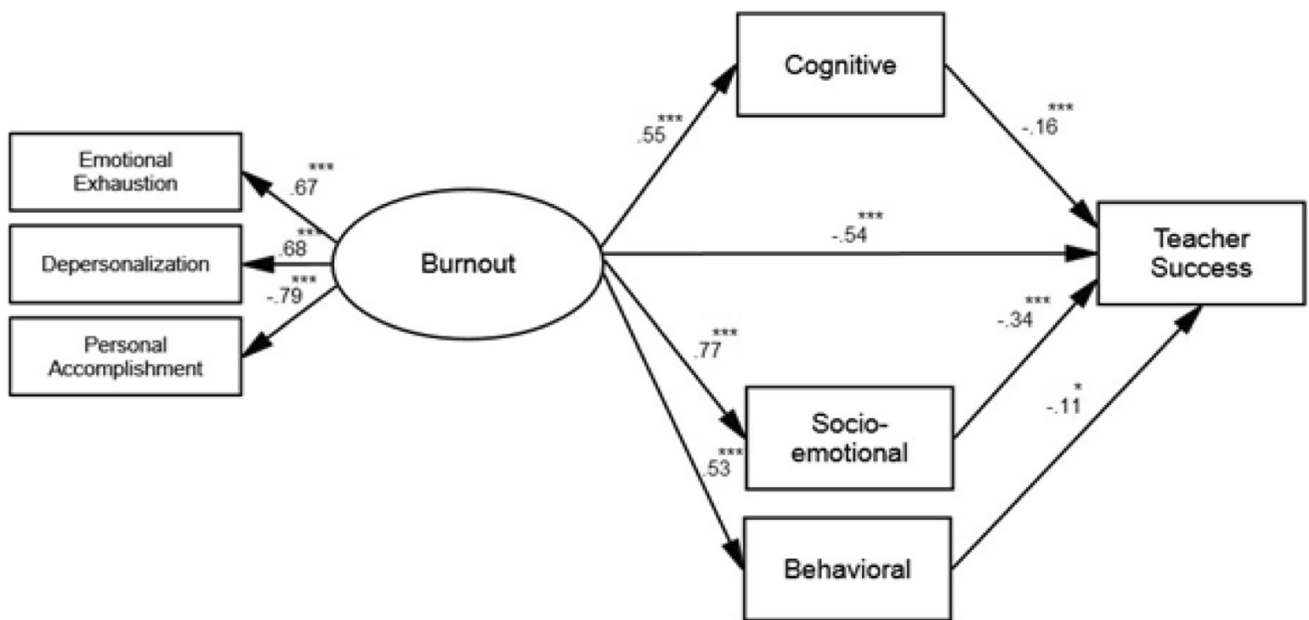 Cognitive
.55***
-.16***
Emotional
Exhaustion
.67***
Depersonalization
.68***
Personal
Accomplishment
-.79***
Burnout
-.54***
Teacher
Success
.77***
-.34***
Socio-
emotional
.53***
-.11*
Behavioral